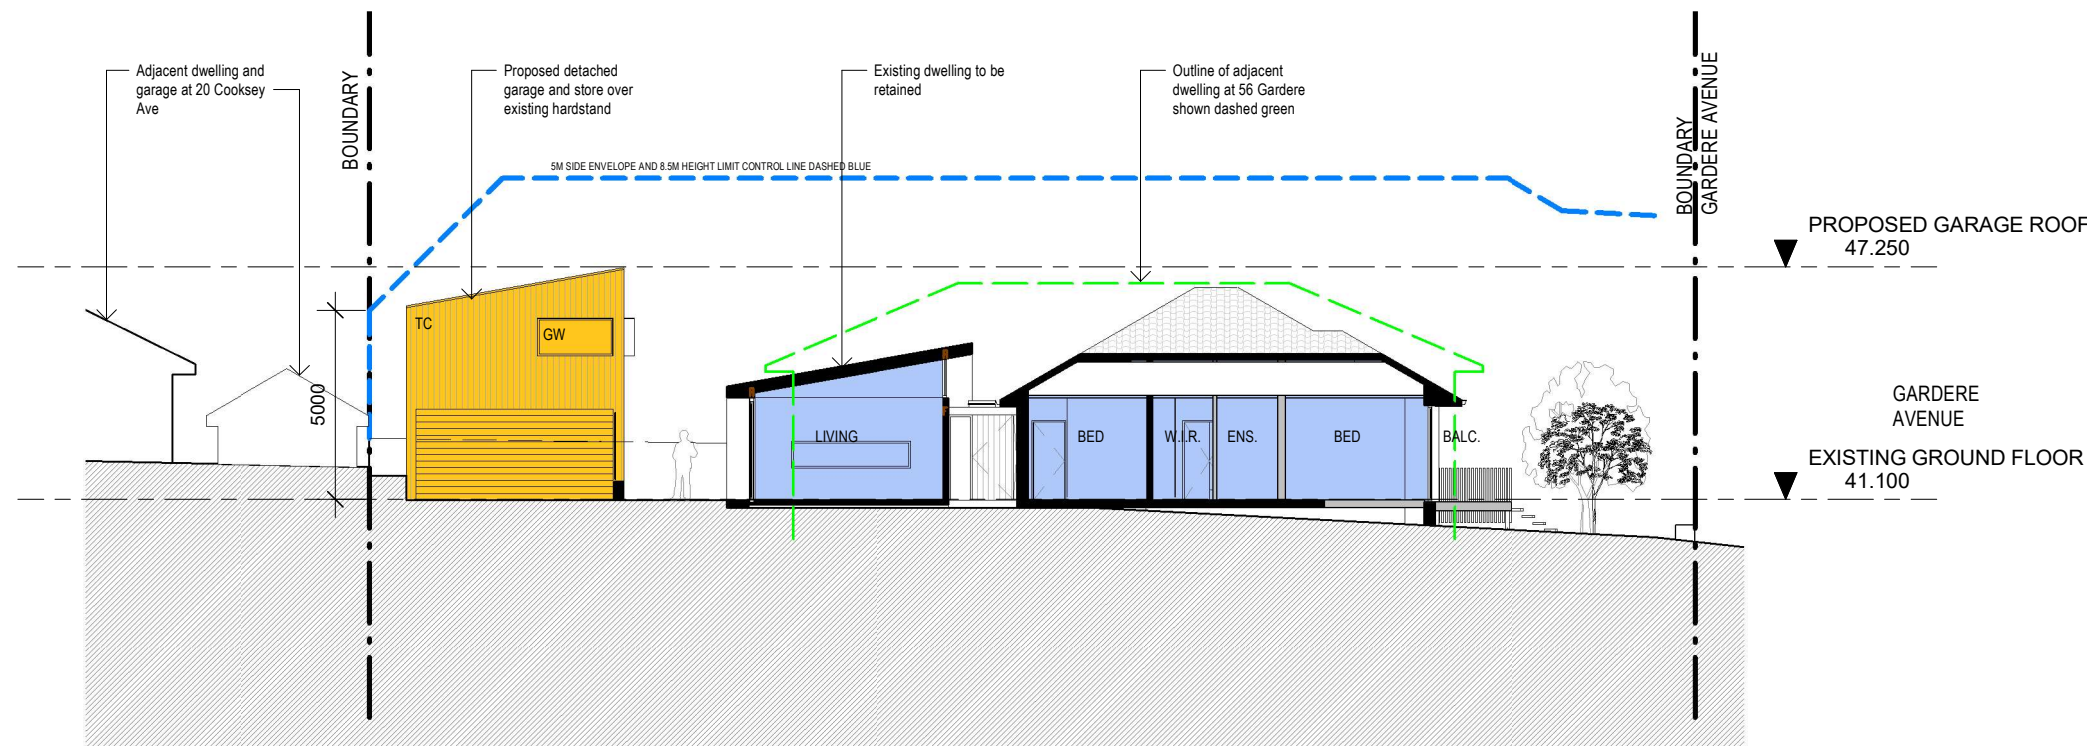 Adjacent dwelling and
garage at 20 Cooksey
Ave
BOUNDARY
Proposed detached
garage and store over
existing hardstand
Existing dwelling to be
retained
Outline of adjacent
dwelling at 56 Gardere
shown dashed green
BOUNDARY
GARDERE AVENUE
5M SIDE ENVELOPE AND 8.5M HEIGHT LIMIT CONTROL LINE DASHED BLUE
PROPOSED GARAGE ROOF
47.250
TC
GW
5000
LIVING
BED
W.I.R.
ENS.
BED
BALC.
GARDERE
AVENUE
EXISTING GROUND FLOOR
41.100